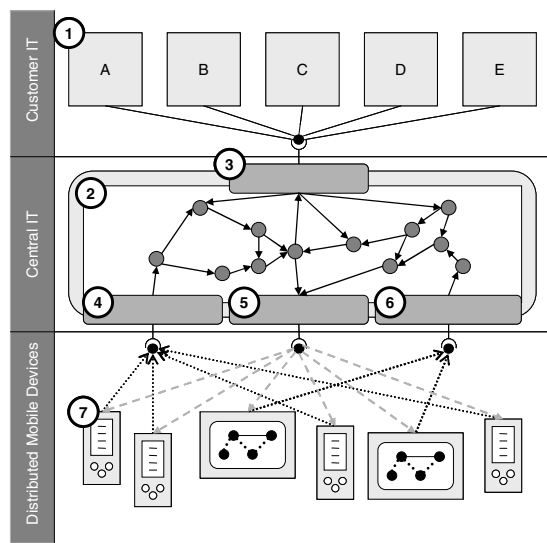 Customer IT
1
A
B
C
D
E
Central IT
3
2
4
5
6
Distributed Mobile Devices
7